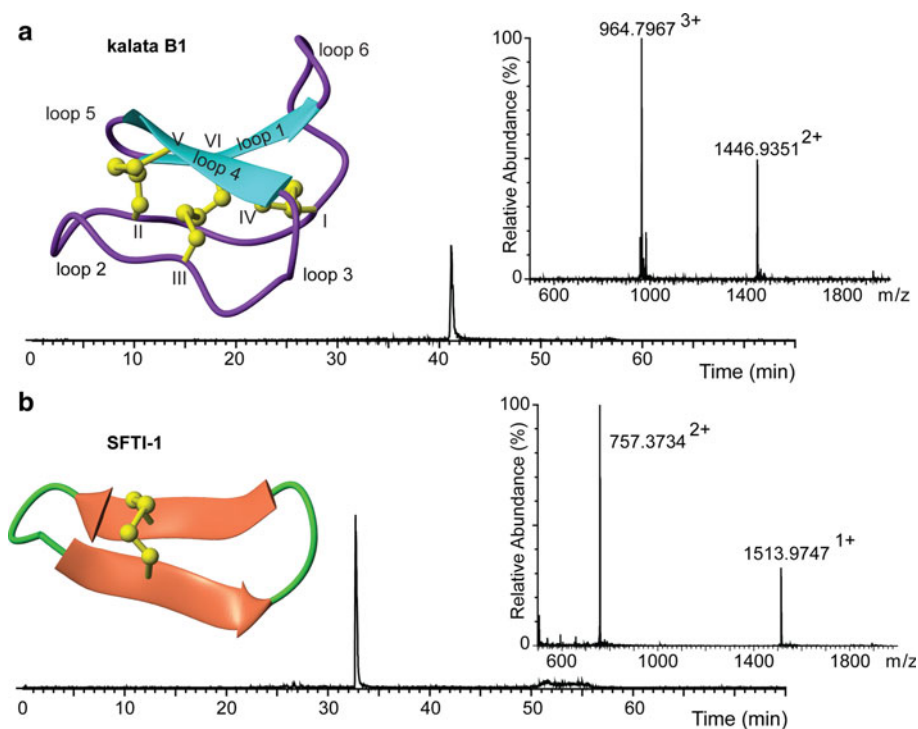 a
kalata B1
loop 6
loop 5
V VI loop 1
loop 4
II
IV I
III
loop 2
loop 3
Relative Abundance (%)
100
0
964.7967 3+
1446.9351 2+
600 1000 1400 1800 m/z
0 10 20 30 40 50 60
Time (min)
b
SFTI-1
Relative Abundance (%)
100
0
757.3734 2+
1513.9747 1+
600 1000 1400 1800 m/z
0 10 20 30 40 50 60
Time (min)